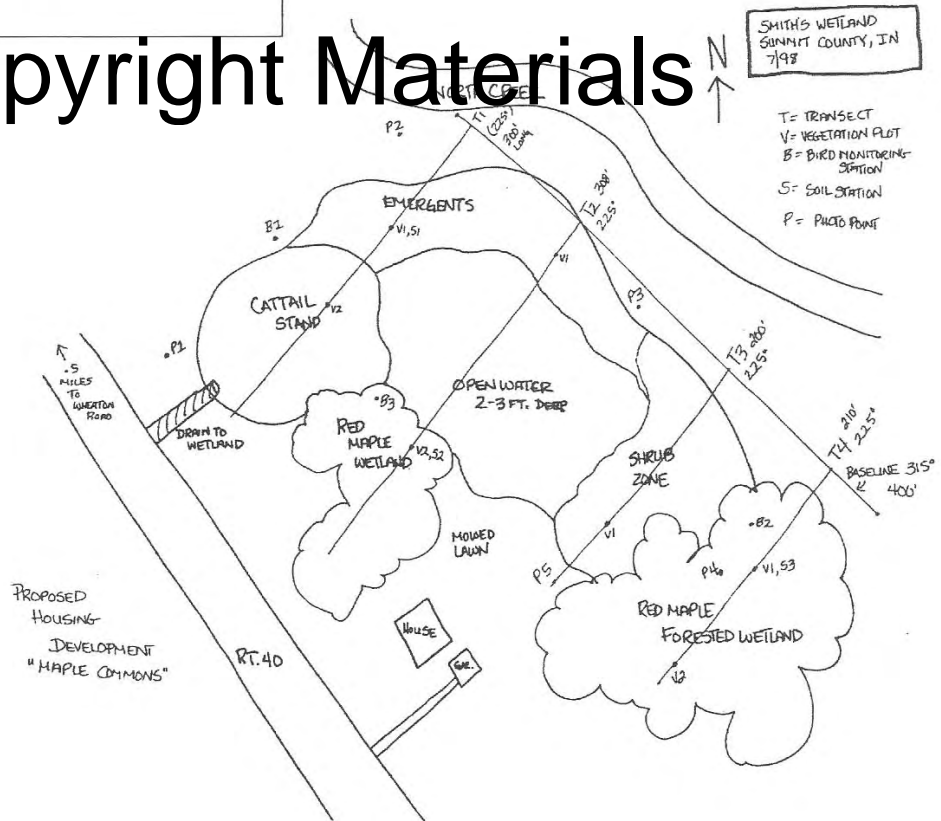 pyright Materials
SMITH'S WETLAND
SUMMIT COUNTY, IN
7/98
N
NORTH CREEK
T = TRANSECT
V = VEGETATION PLOT
B = BIRD MONITORING
STATION
S = SOIL STATION
P = PHOTO POINT
P2
T1
(225°)
300'
LONG
EMERGENTS
T2 308'
225°
B1
V1,S1
V1
CATTAIL
STAND
V2
P3
P1
.5
MILES
TO
WHEATON
ROAD
T3 200'
225°
OPEN WATER
2-3 FT. DEEP
B3
DRAIN TO
WETLAND
RED
MAPLE
WETLAND
V2,S2
SHRUB
ZONE
T4 210'
225°
BASELINE 315°
400'
V1
B2
MOWED
LAWN
P5
P4
V1,S3
PROPOSED
HOUSING
DEVELOPMENT
"MAPLE COMMONS"
RT. 40
HOUSE
GAR.
RED MAPLE
FORESTED WETLAND
V2